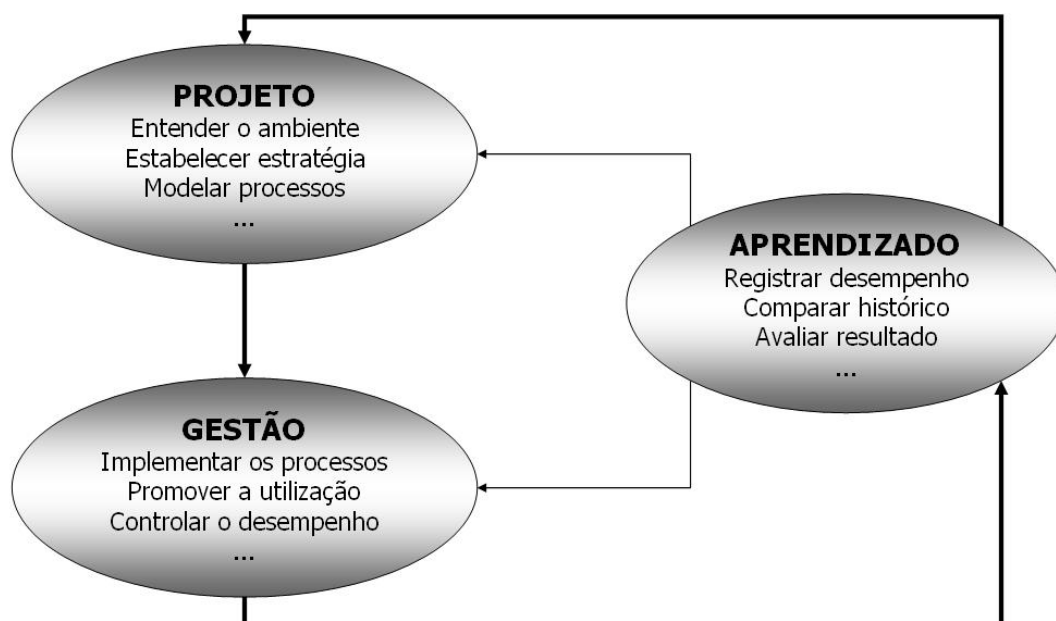 PROJETO
Entender o ambiente
Estabelecer estratégia
Modelar processos
...
APRENDIZADO
Registrar desempenho
Comparar histórico
Avaliar resultado
...
GESTÃO
Implementar os processos
Promover a utilização
Controlar o desempenho
...